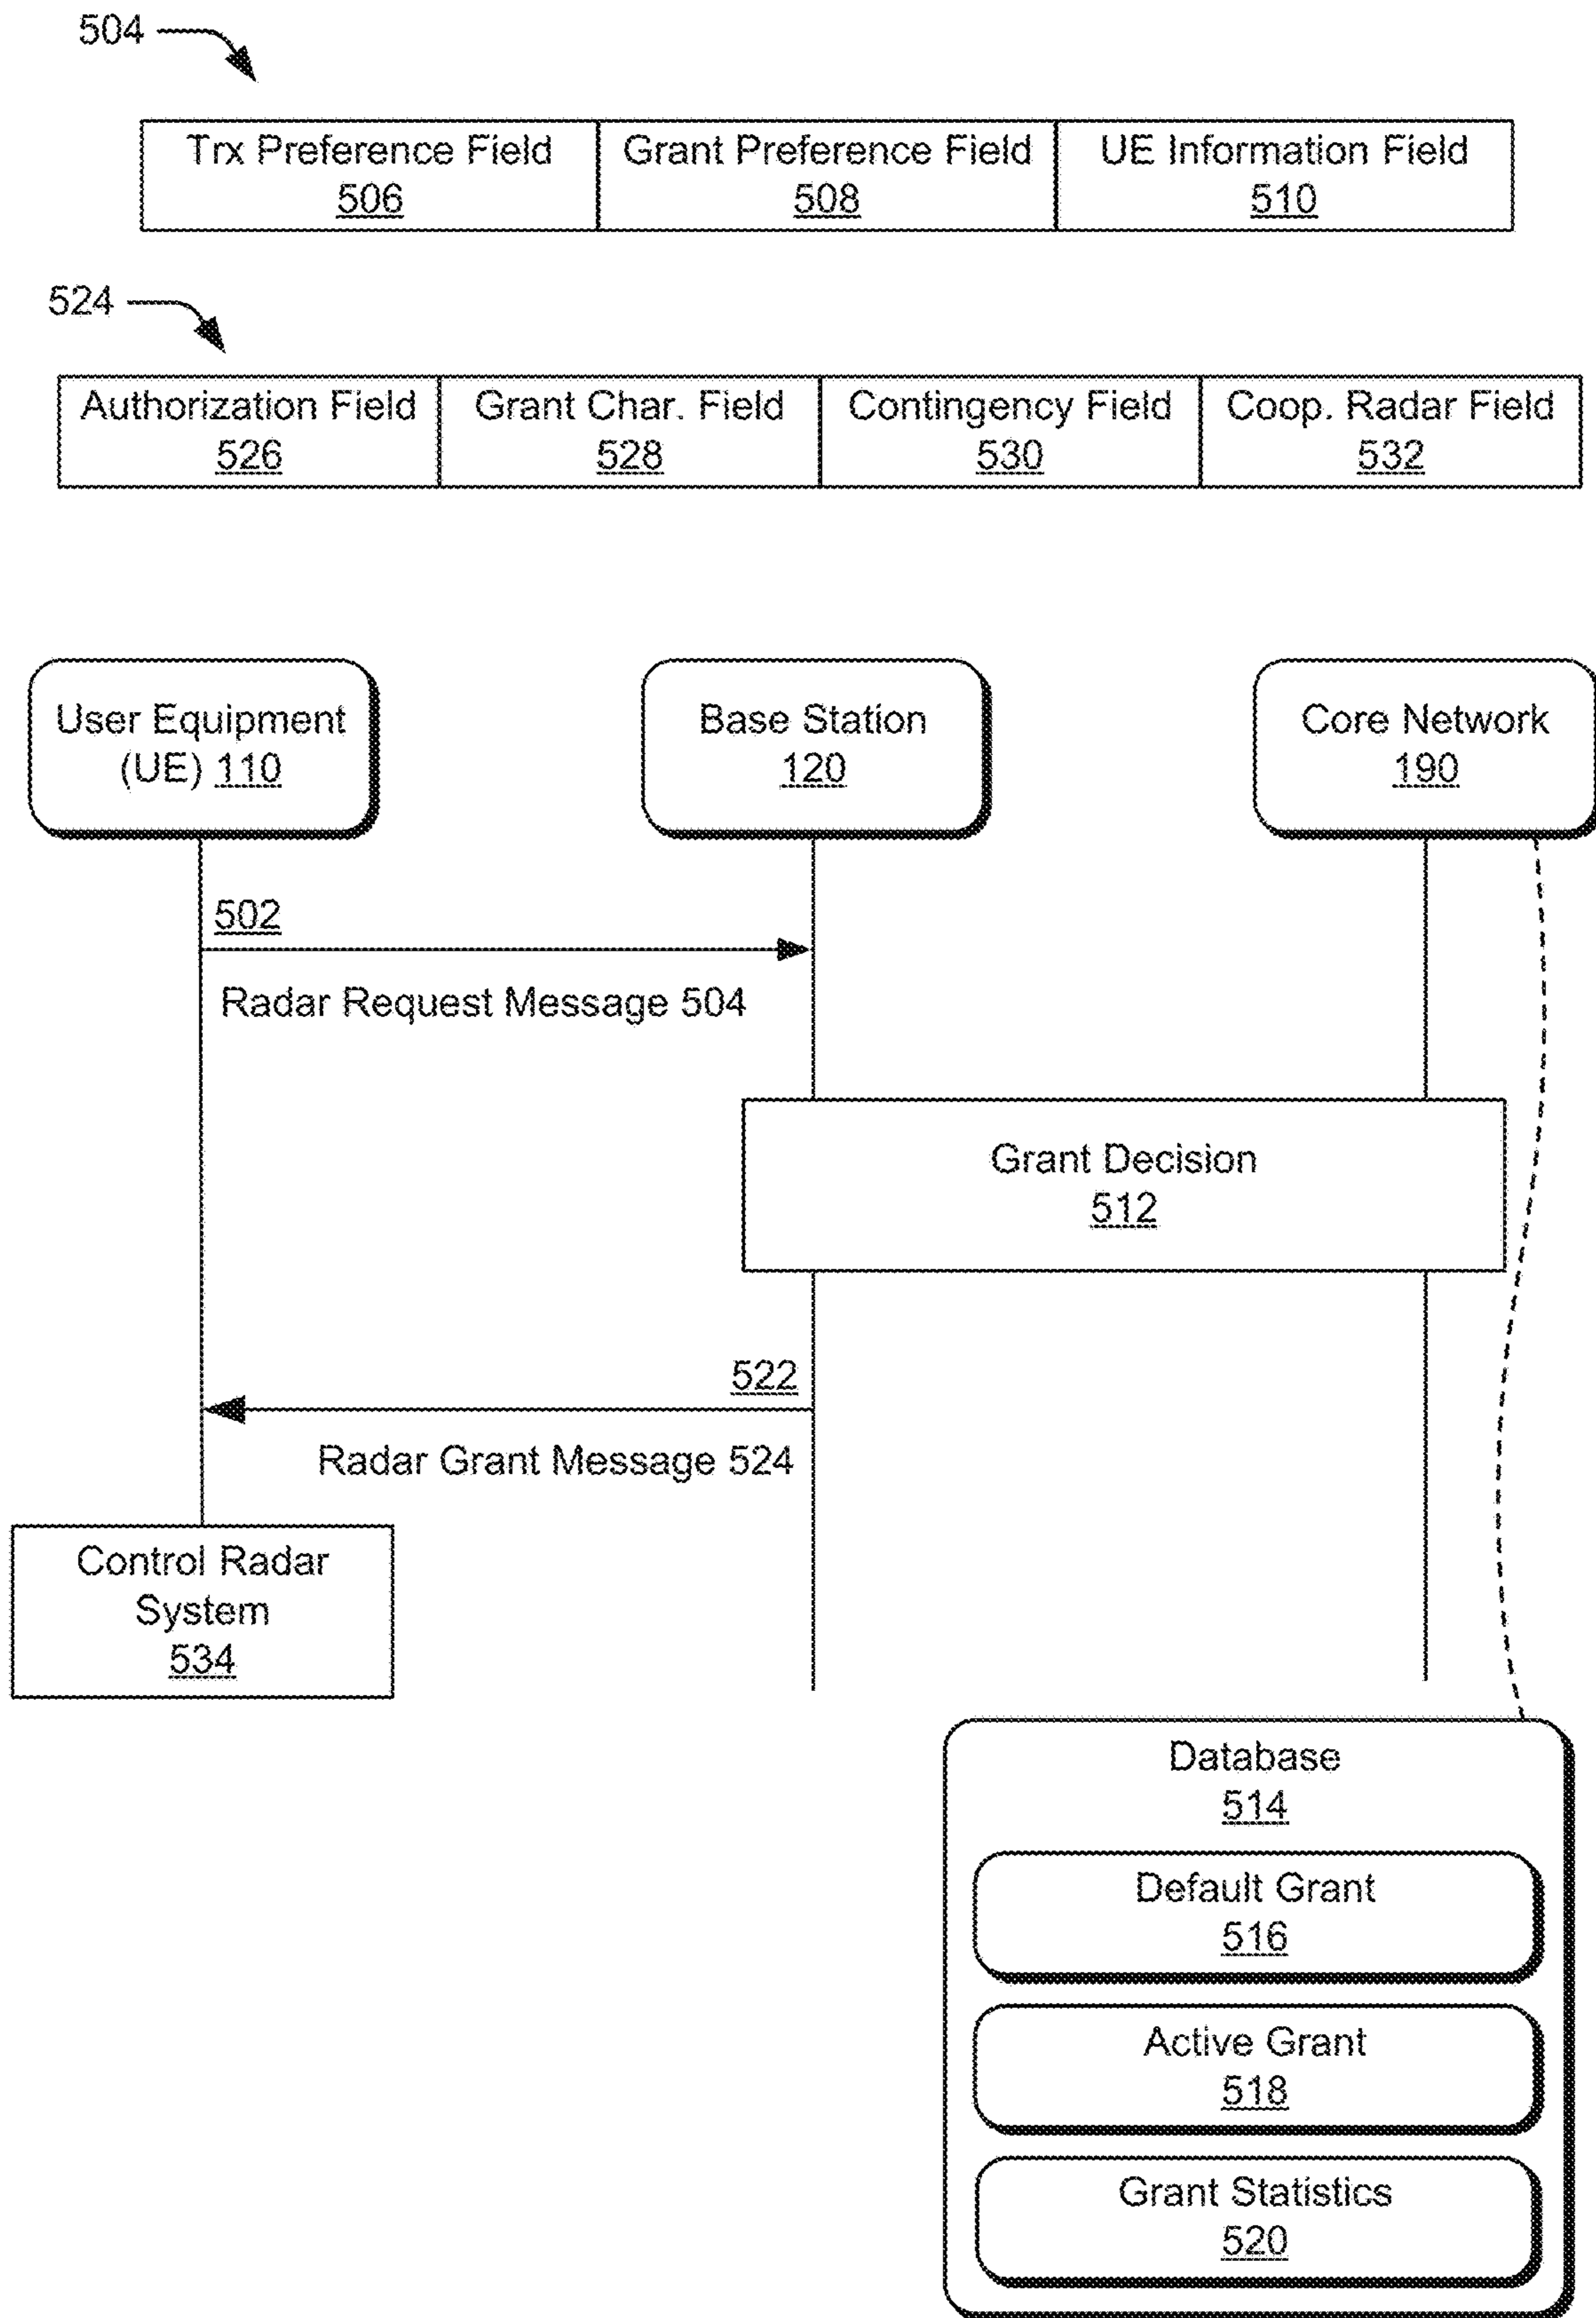 504
Trx Preference Field
506
Grant Preference Field
508
UE Information Field
510
524
Authorization Field
526
Grant Char. Field
528
Contingency Field
530
Coop. Radar Field
532
User Equipment
(UE) 110
Base Station
120
Core Network
190
502
Radar Request Message 504
Grant Decision
512
522
Radar Grant Message 524
Control Radar
System
534
Database
514
Default Grant
516
Active Grant
518
Grant Statistics
520